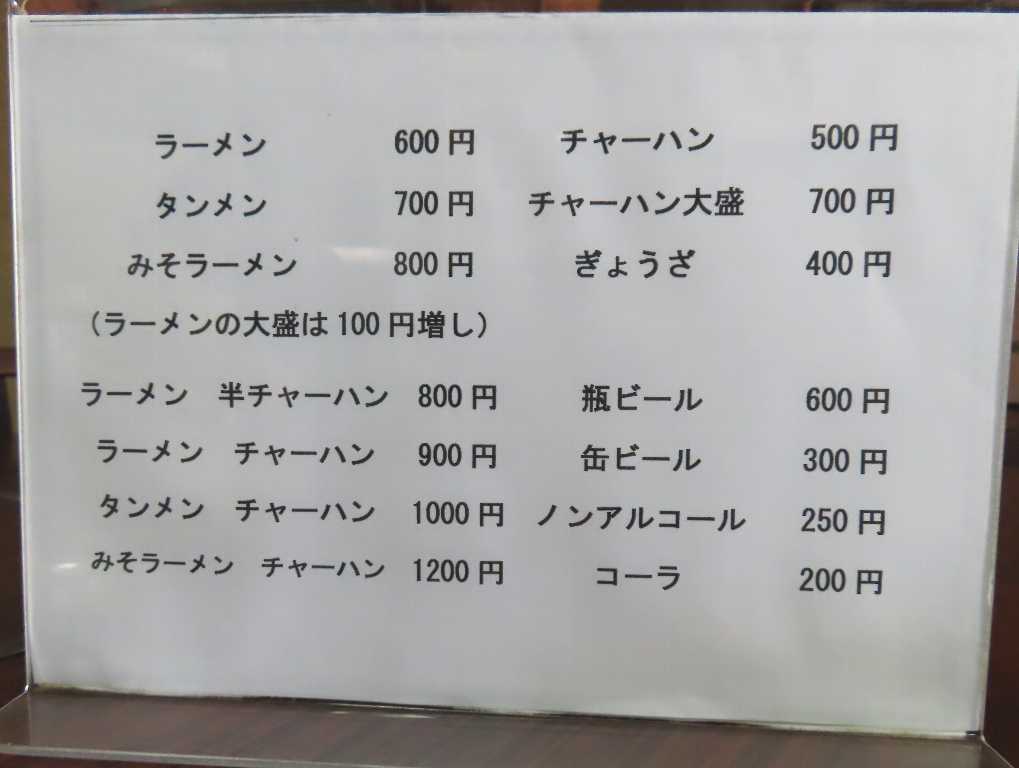 ラーメン 600円 チャーハン 500円
タンメン 700円 チャーハン大盛 700円
みそラーメン 800円 ぎょうざ 400円
（ラーメンの大盛は100円増し）
ラーメン 半チャーハン 800円 瓶ビール 600円
ラーメン チャーハン 900円 缶ビール 300円
タンメン チャーハン 1000円 ノンアルコール 250円
みそラーメン チャーハン 1200円 コーラ 200円